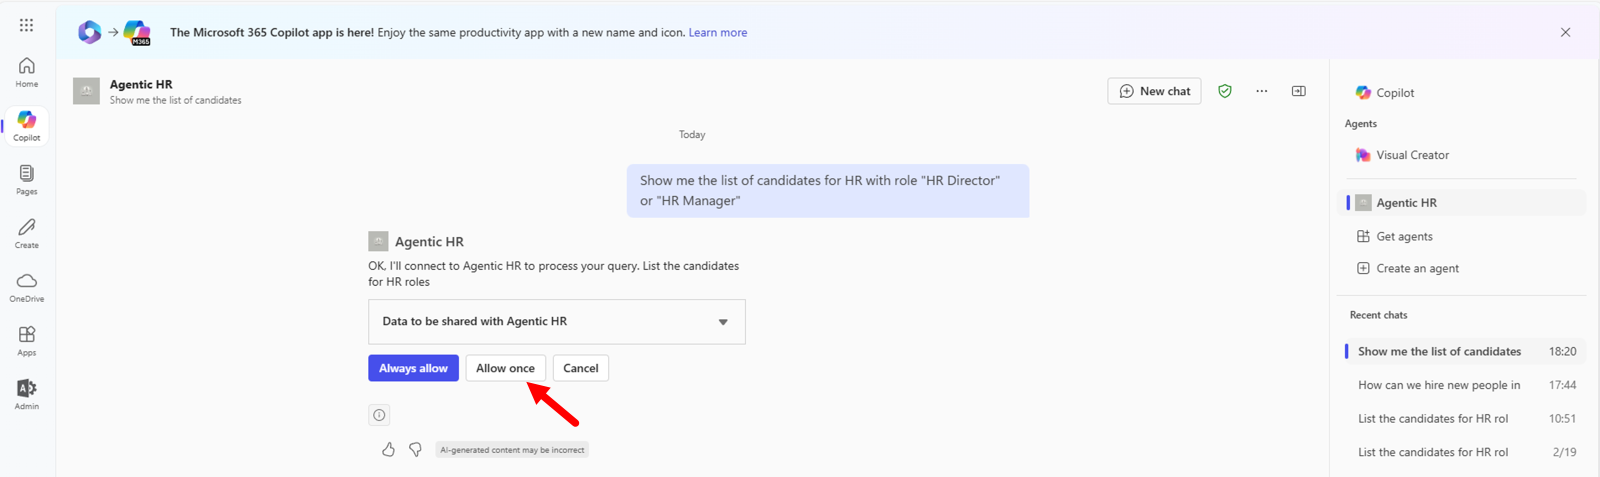 The Microsoft 365 Copilot app is here! Enjoy the same productivity app with a new name and icon. Learn more
M365
Home
Copilot
Pages
Create
OneDrive
Apps
Admin
Agentic HR
Show me the list of candidates
New chat
Today
Show me the list of candidates for HR with role "HR Director"
or "HR Manager"
Agentic HR
OK, I'll connect to Agentic HR to process your query. List the candidates
for HR roles
Data to be shared with Agentic HR
Always allow
Allow once
Cancel
AI-generated content may be incorrect
Copilot
Agents
Visual Creator
Agentic HR
Get agents
Create an agent
Recent chats
Show me the list of candidates 18:20
How can we hire new people in 17:44
List the candidates for HR rol 10:51
List the candidates for HR rol 2/19